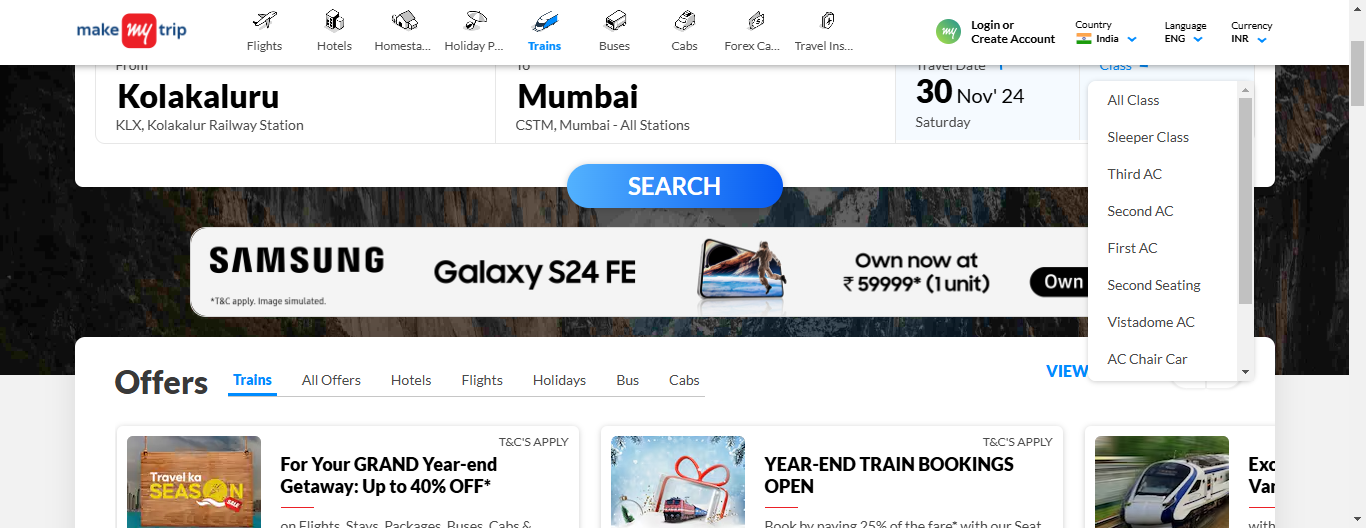 make my trip
Flights
Hotels
Homesta...
Holiday P...
Trains
Buses
Cabs
Forex Ca...
Travel Ins...
my
Login or
Create Account
Country
India
Language
ENG
Currency
INR
From
Kolakaluru
KLX, Kolakalur Railway Station
To
Mumbai
CSTM, Mumbai - All Stations
Travel Date
30 Nov' 24
Saturday
Class
All Class
Sleeper Class
Third AC
Second AC
First AC
Second Seating
Vistadome AC
AC Chair Car
SEARCH
SAMSUNG
*T&C apply. Image simulated.
Galaxy S24 FE
Own now at
₹ 59999* (1 unit)
Own
Offers
Trains
All Offers
Hotels
Flights
Holidays
Bus
Cabs
VIEW
Travel ka
SEASON
SALE
T&C'S APPLY
For Your GRAND Year-end
Getaway: Up to 40% OFF*
on Flights, Stays, Packages, Buses, Cabs &
T&C'S APPLY
YEAR-END TRAIN BOOKINGS
OPEN
Book by paying 25% of the fare* with our Seat